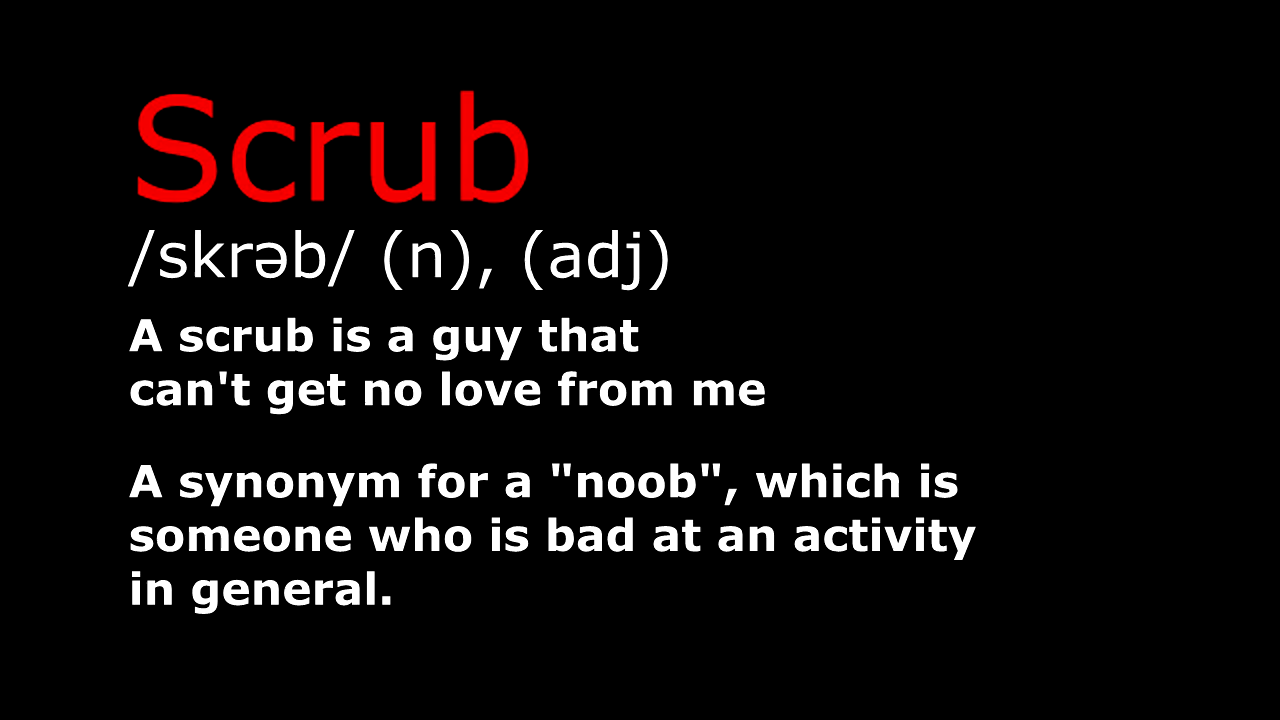 Scrub
/skrəb/ (n), (adj)
A scrub is a guy that
can't get no love from me
A synonym for a "noob", which is
someone who is bad at an activity
in general.